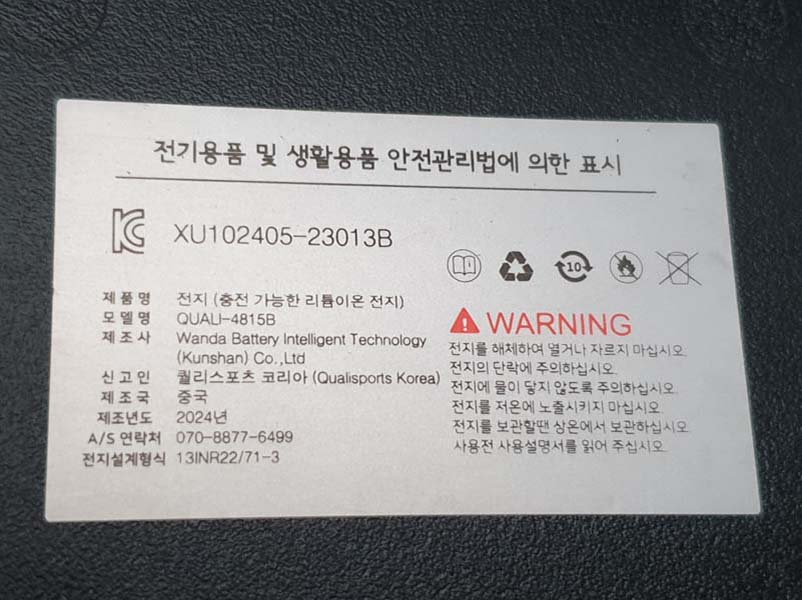 전기용품 및 생활용품 안전관리법에 의한 표시
XU102405-23013B
10
제품명 전지 (충전 가능한 리튬이온 전지)
모델명 QUALI-4815B
제조사 Wanda Battery Intelligent Technology
(Kunshan) Co.,Ltd
신고인 퀄리스포츠 코리아 (Qualisports Korea)
제조국 중국
제조년도 2024년
A/S 연락처 070-8877-6499
전지설계형식 13INR22/71-3
WARNING
전지를 해체하여 열거나 자르지 마십시오.
전지의 단락에 주의하십시오.
전지에 물이 닿지 않도록 주의하십시오.
전지를 저온에 노출시키지 마십시오.
전지를 보관할땐 상온에서 보관하십시오.
사용전 사용설명서를 읽어 주십시오.